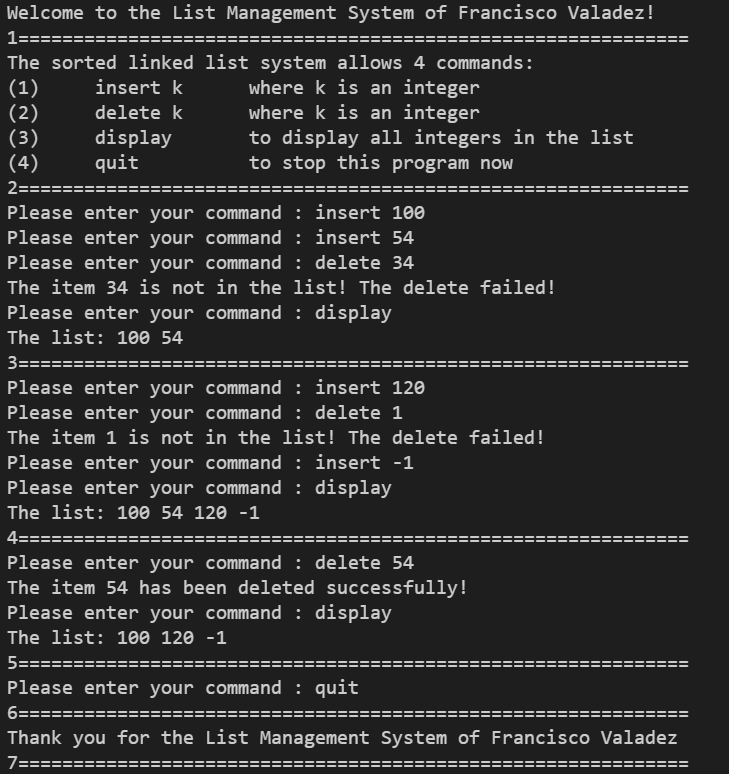 Welcome to the List Management System of Francisco Valadez!
1=============================================================
The sorted linked list system allows 4 commands:
(1)     insert k      where k is an integer
(2)     delete k      where k is an integer
(3)     display       to display all integers in the list
(4)     quit          to stop this program now
2=============================================================
Please enter your command : insert 100
Please enter your command : insert 54
Please enter your command : delete 34
The item 34 is not in the list! The delete failed!
Please enter your command : display
The list: 100 54
3=============================================================
Please enter your command : insert 120
Please enter your command : delete 1
The item 1 is not in the list! The delete failed!
Please enter your command : insert -1
Please enter your command : display
The list: 100 54 120 -1
4=============================================================
Please enter your command : delete 54
The item 54 has been deleted successfully!
Please enter your command : display
The list: 100 120 -1
5=============================================================
Please enter your command : quit
6=============================================================
Thank you for the List Management System of Francisco Valadez
7=============================================================